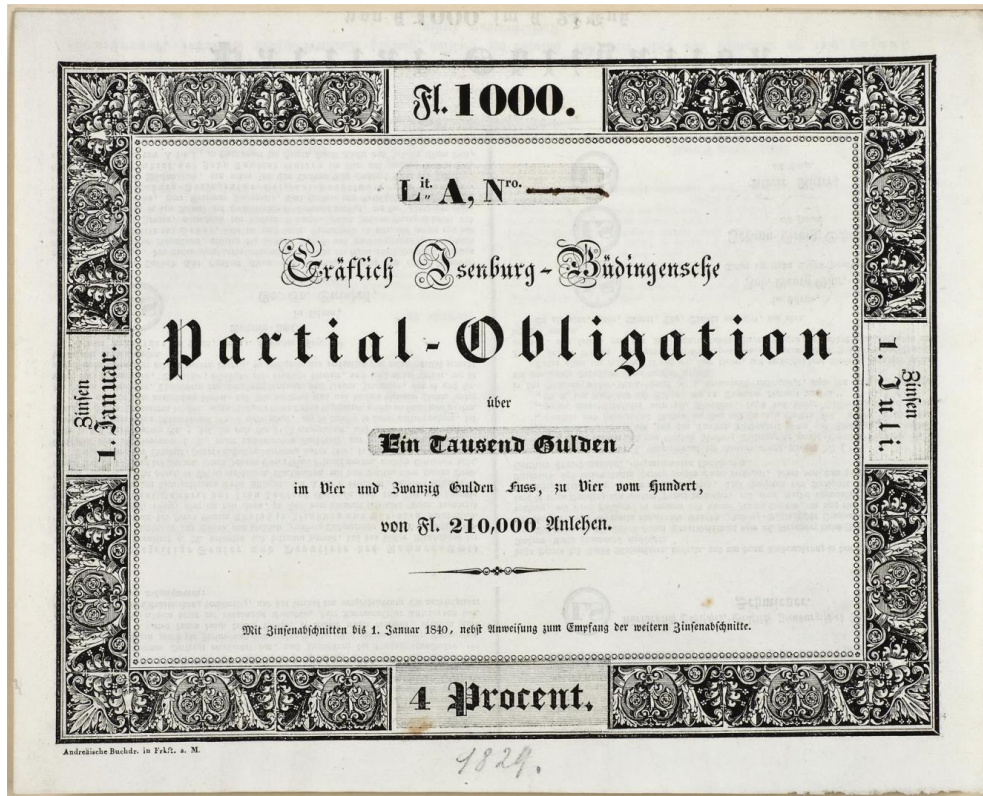 Fl. 1000.
Lit. A, Nro.
Gräflich Isenburg-Büdingensche
Partial-Obligation
über
Ein Tausend Gulden
im Vier und Zwanzig Gulden Fuss, zu Vier vom Hundert,
von Fl. 210,000 Anlehen.
Mit Zinsenabschnitten bis 1. Januar 1840, nebst Anweisung zum Empfang der weitern Zinsenabschnitte.
4 Procent.
Zinsen
1. Januar.
Zinsen
1. Juli.
Andreäische Buchdr. in Frkft. a. M.
1829.